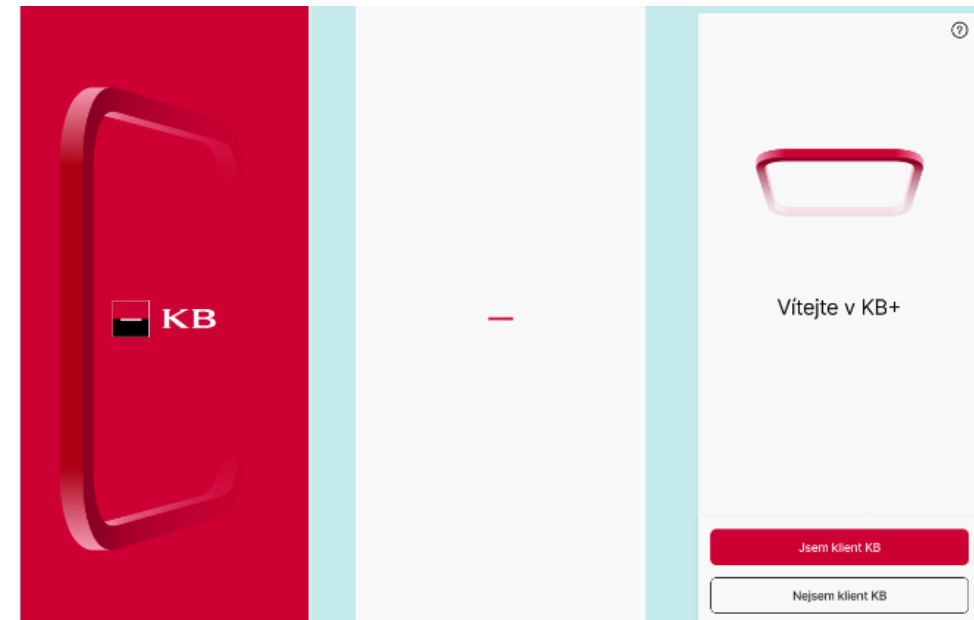 KB
?
Vítejte v KB+
Jsem klient KB
Nejsem klient KB